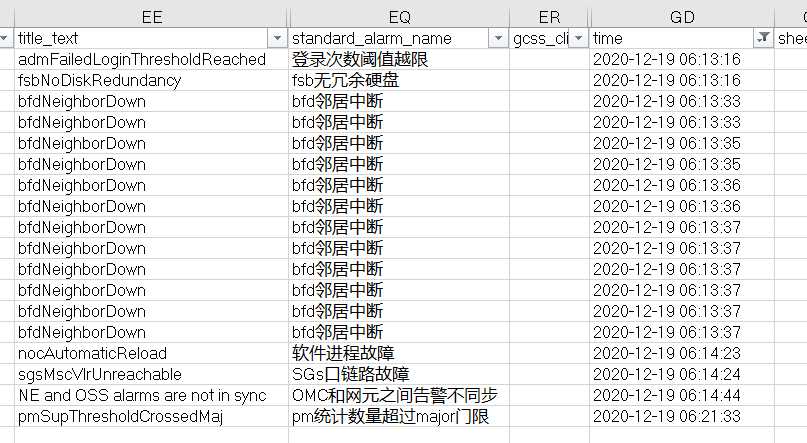 EE EQ ER GD
title_text standard_alarm_name gcss_cli time shee
admFailedLoginThresholdReached 登录次数阈值越限 2020-12-19 06:13:16
fsbNoDiskRedundancy fsb无冗余硬盘 2020-12-19 06:13:16
bfdNeighborDown bfd邻居中断 2020-12-19 06:13:33
bfdNeighborDown bfd邻居中断 2020-12-19 06:13:33
bfdNeighborDown bfd邻居中断 2020-12-19 06:13:35
bfdNeighborDown bfd邻居中断 2020-12-19 06:13:35
bfdNeighborDown bfd邻居中断 2020-12-19 06:13:36
bfdNeighborDown bfd邻居中断 2020-12-19 06:13:36
bfdNeighborDown bfd邻居中断 2020-12-19 06:13:37
bfdNeighborDown bfd邻居中断 2020-12-19 06:13:37
bfdNeighborDown bfd邻居中断 2020-12-19 06:13:37
bfdNeighborDown bfd邻居中断 2020-12-19 06:13:37
bfdNeighborDown bfd邻居中断 2020-12-19 06:13:37
bfdNeighborDown bfd邻居中断 2020-12-19 06:13:37
nocAutomaticReload 软件进程故障 2020-12-19 06:14:23
sgsMscVlrUnreachable SGs口链路故障 2020-12-19 06:14:24
NE and OSS alarms are not in sync OMC和网元之间告警不同步 2020-12-19 06:14:44
pmSupThresholdCrossedMaj pm统计数量超过major门限 2020-12-19 06:21:33